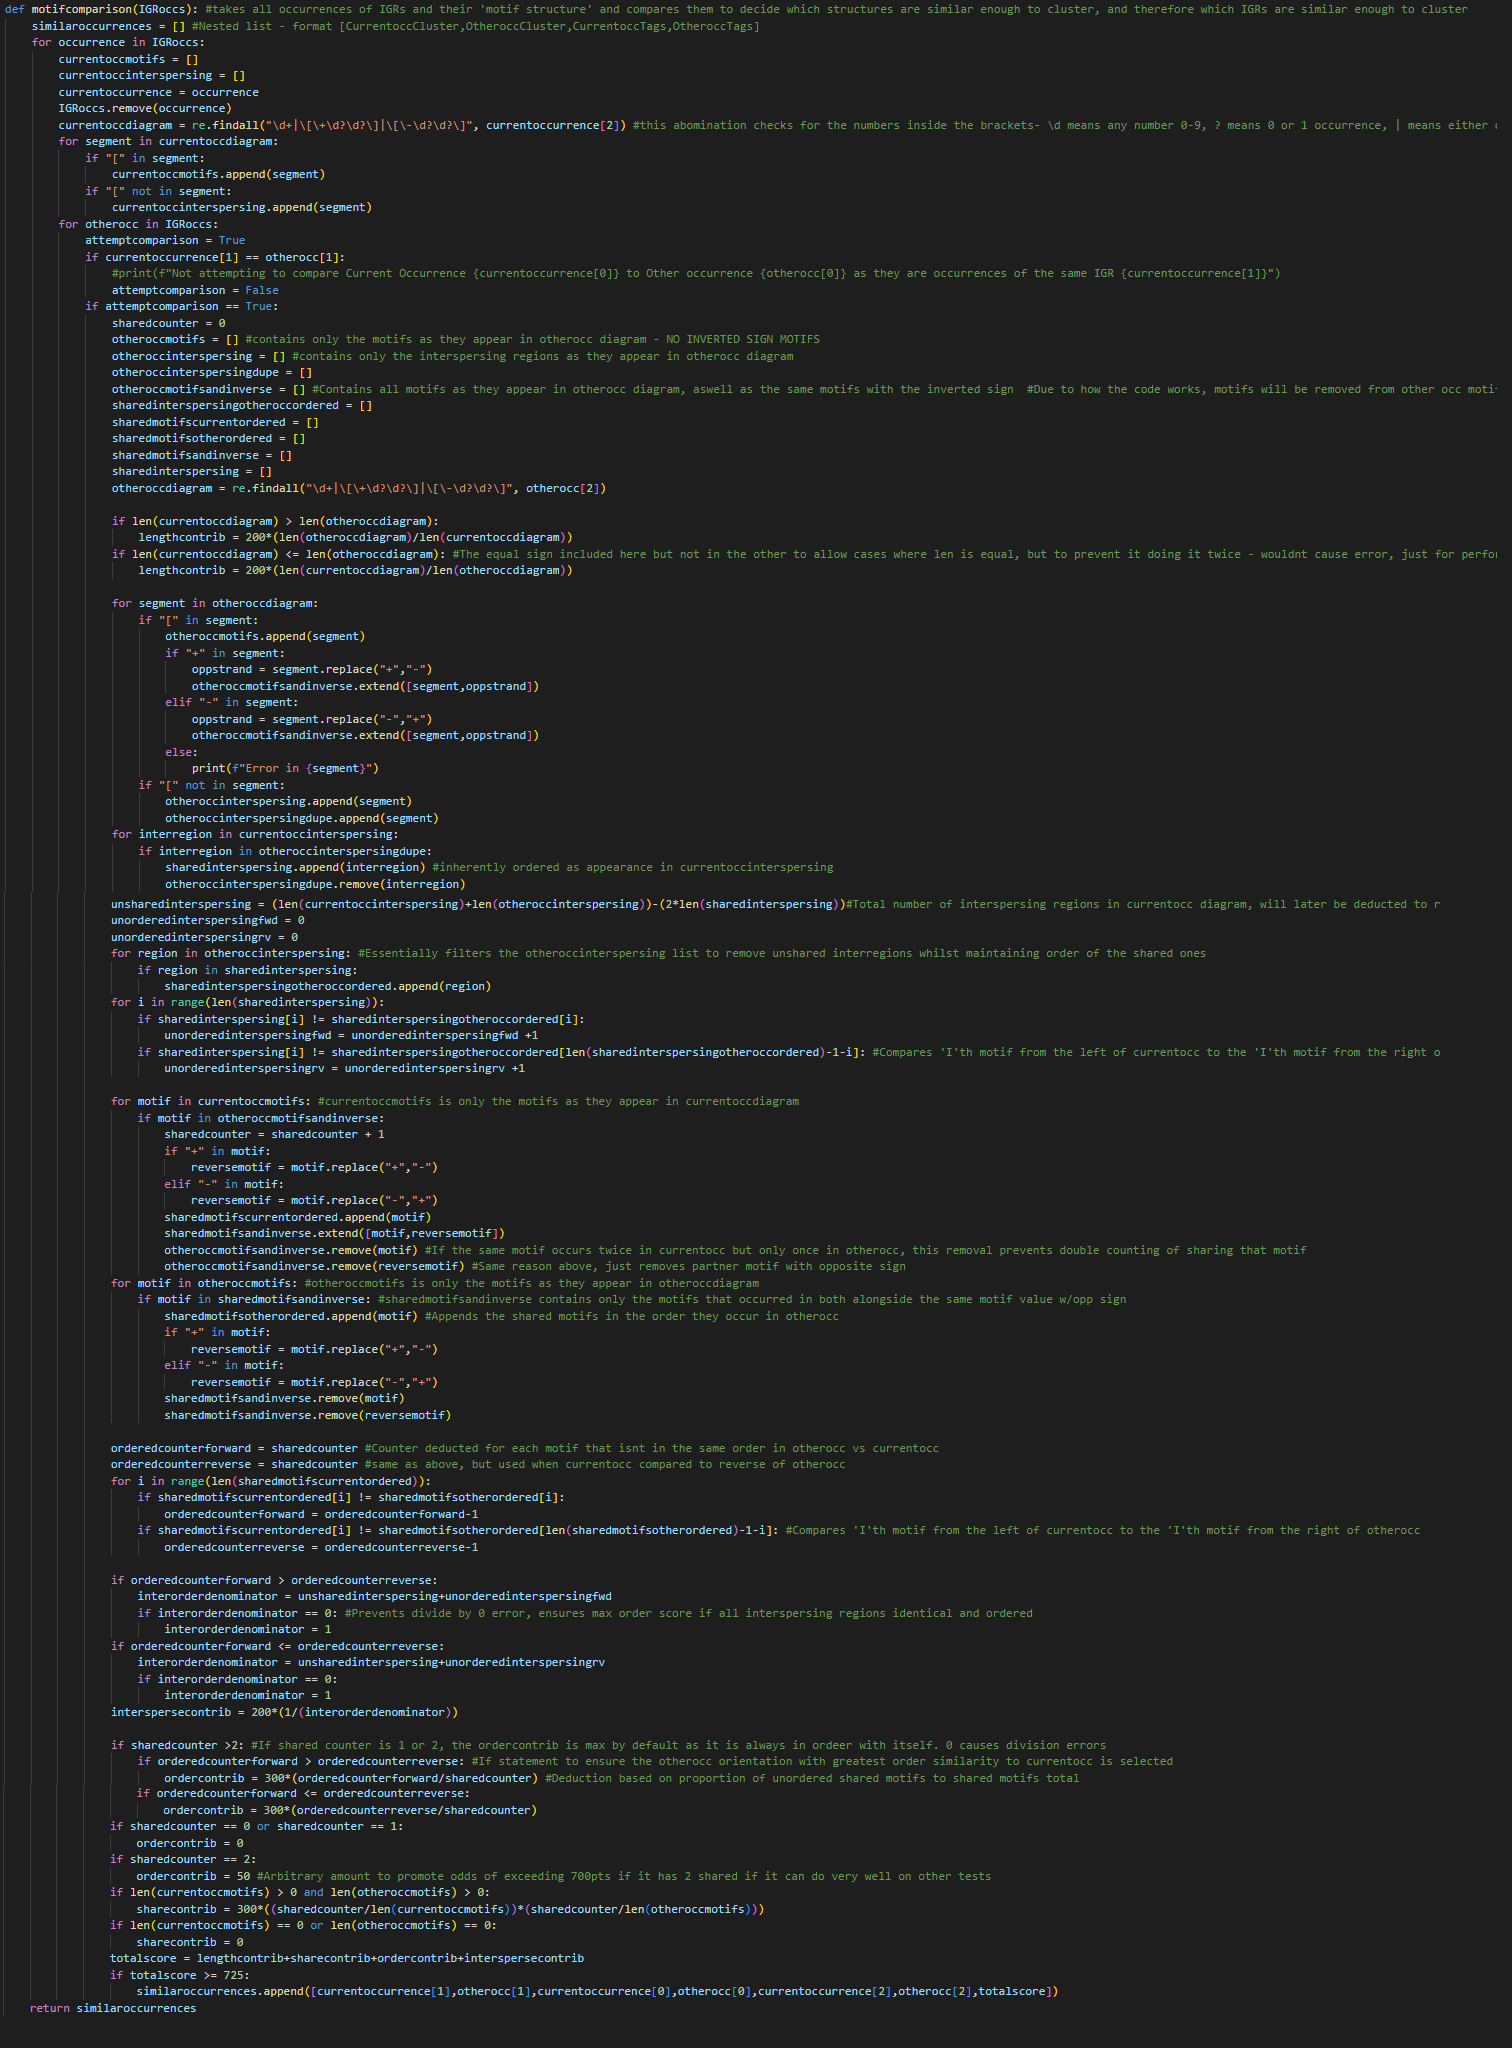 def motifcomparison(IGRoccs): #takes all occurrences of IGRs and their 'motif structure' and compares them to decide which structures are similar enough to cluster, and therefore which IGRs are similar enough to cluster
    similaroccurrences = [] #Nested list - format [CurrentoccCluster,OtheroccCluster,CurrentoccTags,OtheroccTags]
    for occurrence in IGRoccs:
        currentoccmotifs = []
        currentoccinterspersing = []
        currentoccurrence = occurrence
        IGRoccs.remove(occurrence)
        currentoccdiagram = re.findall("\d+|\[\+\d?\d?\]|\[\-\d?\d?\]", currentoccurrence[2]) #this abomination checks for the numbers inside the brackets- \d means any number 0-9, ? means 0 or 1 occurrence, | means either
        for segment in currentoccdiagram:
            if "[" in segment:
                currentoccmotifs.append(segment)
            if "[" not in segment:
                currentoccinterspersing.append(segment)
        for otherocc in IGRoccs:
            attemptcomparison = True
            if currentoccurrence[1] == otherocc[1]:
                #print(f"Not attempting to compare Current Occurrence {currentoccurrence[0]} to Other occurrence {otherocc[0]} as they are occurrences of the same IGR {currentoccurrence[1]}")
                attemptcomparison = False
            if attemptcomparison == True:
                sharedcounter = 0
                otheroccmotifs = [] #contains only the motifs as they appear in otherocc diagram - NO INVERTED SIGN MOTIFS
                otheroccinterspersing = [] #contains only the interspersing regions as they appear in otherocc diagram
                otheroccinterspersingdupe = []
                otheroccmotifsandinverse = [] #Contains all motifs as they appear in otherocc diagram, aswell as the same motifs with the inverted sign  #Due to how the code works, motifs will be removed from other occ moti
                sharedinterspersingotheroccordered = []
                sharedmotifscurrentordered = []
                sharedmotifsotherordered = []
                sharedmotifsandinverse = []
                sharedinterspersing = []
                otheroccdiagram = re.findall("\d+|\[\+\d?\d?\]|\[\-\d?\d?\]", otherocc[2])

                if len(currentoccdiagram) > len(otheroccdiagram):
                    lengthcontrib = 200*(len(otheroccdiagram)/len(currentoccdiagram))
                if len(currentoccdiagram) <= len(otheroccdiagram): #The equal sign included here but not in the other to allow cases where len is equal, but to prevent it doing it twice - wouldnt cause error, just for perfo
                    lengthcontrib = 200*(len(currentoccdiagram)/len(otheroccdiagram))

                for segment in otheroccdiagram:
                    if "[" in segment:
                        otheroccmotifs.append(segment)
                        if "+" in segment:
                            oppstrand = segment.replace("+","-")
                            otheroccmotifsandinverse.extend([segment,oppstrand])
                        elif "-" in segment:
                            oppstrand = segment.replace("-","+")
                            otheroccmotifsandinverse.extend([segment,oppstrand])
                        else:
                            print(f"Error in {segment}")
                    if "[" not in segment:
                        otheroccinterspersing.append(segment)
                        otheroccinterspersingdupe.append(segment)
                for interregion in currentoccinterspersing:
                    if interregion in otheroccinterspersingdupe:
                        sharedinterspersing.append(interregion) #inherently ordered as appearance in currentoccinterspersing
                        otheroccinterspersingdupe.remove(interregion)
                unsharedinterspersing = (len(currentoccinterspersing)+len(otheroccinterspersing))-(2*len(sharedinterspersing))#Total number of interspersing regions in currentocc diagram, will later be deducted to r
                unorderedinterspersingfwd = 0
                unorderedinterspersingrv = 0
                for region in otheroccinterspersing: #Essentially filters the otheroccinterspersing list to remove unshared interregions whilst maintaining order of the shared ones
                    if region in sharedinterspersing:
                        sharedinterspersingotheroccordered.append(region)
                for i in range(len(sharedinterspersing)):
                    if sharedinterspersing[i] != sharedinterspersingotheroccordered[i]:
                        unorderedinterspersingfwd = unorderedinterspersingfwd +1
                    if sharedinterspersing[i] != sharedinterspersingotheroccordered[len(sharedinterspersingotheroccordered)-1-i]: #Compares 'I'th motif from the left of currentocc to the 'I'th motif from the right o
                        unorderedinterspersingrv = unorderedinterspersingrv +1

                for motif in currentoccmotifs: #currentoccmotifs is only the motifs as they appear in currentoccdiagram
                    if motif in otheroccmotifsandinverse:
                        sharedcounter = sharedcounter + 1
                        if "+" in motif:
                            reversemotif = motif.replace("+","-")
                        elif "-" in motif:
                            reversemotif = motif.replace("-","+")
                        sharedmotifscurrentordered.append(motif)
                        sharedmotifsandinverse.extend([motif,reversemotif])
                        otheroccmotifsandinverse.remove(motif) #If the same motif occurs twice in currentocc but only once in otherocc, this removal prevents double counting of sharing that motif
                        otheroccmotifsandinverse.remove(reversemotif) #Same reason above, just removes partner motif with opposite sign
                for motif in otheroccmotifs: #otheroccmotifs is only the motifs as they appear in otheroccdiagram
                    if motif in sharedmotifsandinverse: #sharedmotifsandinverse contains only the motifs that occurred in both alongside the same motif value w/opp sign
                        sharedmotifsotherordered.append(motif) #Appends the shared motifs in the order they occur in otherocc
                        if "+" in motif:
                            reversemotif = motif.replace("+","-")
                        elif "-" in motif:
                            reversemotif = motif.replace("-","+")
                        sharedmotifsandinverse.remove(motif)
                        sharedmotifsandinverse.remove(reversemotif)

                orderedcounterforward = sharedcounter #Counter deducted for each motif that isnt in the same order in otherocc vs currentocc
                orderedcounterreverse = sharedcounter #same as above, but used when currentocc compared to reverse of otherocc
                for i in range(len(sharedmotifscurrentordered)):
                    if sharedmotifscurrentordered[i] != sharedmotifsotherordered[i]:
                        orderedcounterforward = orderedcounterforward-1
                    if sharedmotifscurrentordered[i] != sharedmotifsotherordered[len(sharedmotifsotherordered)-1-i]: #Compares 'I'th motif from the left of currentocc to the 'I'th motif from the right of otherocc
                        orderedcounterreverse = orderedcounterreverse-1

                if orderedcounterforward > orderedcounterreverse:
                    interorderdenominator = unsharedinterspersing+unorderedinterspersingfwd
                    if interorderdenominator == 0: #Prevents divide by 0 error, ensures max order score if all interspersing regions identical and ordered
                        interorderdenominator = 1
                if orderedcounterforward <= orderedcounterreverse:
                    interorderdenominator = unsharedinterspersing+unorderedinterspersingrv
                    if interorderdenominator == 0:
                        interorderdenominator = 1
                interspersecontrib = 200*(1/(interorderdenominator))

                if sharedcounter >2: #If shared counter is 1 or 2, the ordercontrib is max by default as it is always in ordeer with itself. 0 causes division errors
                    if orderedcounterforward > orderedcounterreverse: #If statement to ensure the otherocc orientation with greatest order similarity to currentocc is selected
                        ordercontrib = 300*(orderedcounterforward/sharedcounter) #Deduction based on proportion of unordered shared motifs to shared motifs total
                    if orderedcounterforward <= orderedcounterreverse:
                        ordercontrib = 300*(orderedcounterreverse/sharedcounter)
                if sharedcounter == 0 or sharedcounter == 1:
                    ordercontrib = 0
                if sharedcounter == 2:
                    ordercontrib = 50 #Arbitrary amount to promote odds of exceeding 700pts if it has 2 shared if it can do very well on other tests
                if len(currentoccmotifs) > 0 and len(otheroccmotifs) > 0:
                    sharecontrib = 300*((sharedcounter/len(currentoccmotifs))*(sharedcounter/len(otheroccmotifs)))
                if len(currentoccmotifs) == 0 or len(otheroccmotifs) == 0:
                    sharecontrib = 0
                totalscore = lengthcontrib+sharecontrib+ordercontrib+interspersecontrib
                if totalscore >= 725:
                    similaroccurrences.append([currentoccurrence[1],otherocc[1],currentoccurrence[0],otherocc[0],currentoccurrence[2],otherocc[2],totalscore])
    return similaroccurrences